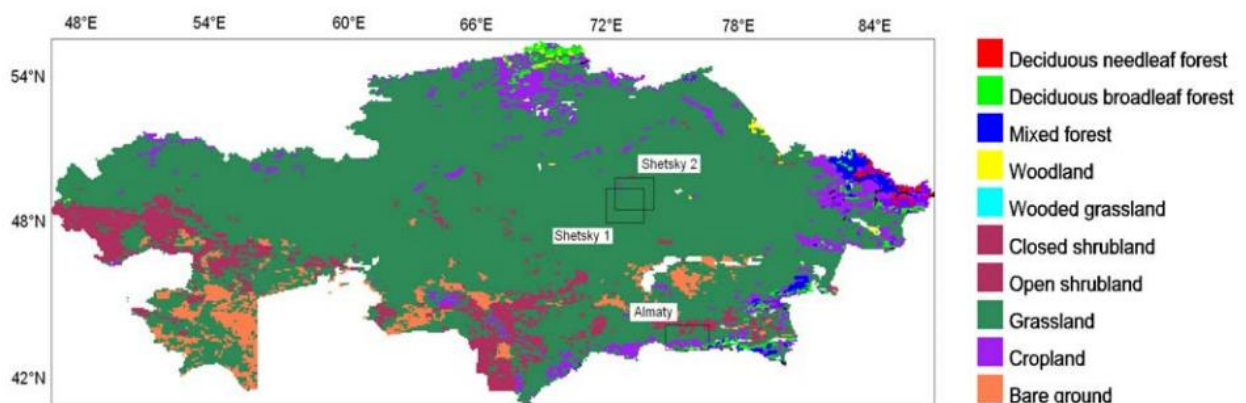 48°E 54°E 60°E 66°E 72°E 78°E 84°E
54°N
48°N
42°N
Shetsky 2
Shetsky 1
Almaty
Deciduous needleaf forest
Deciduous broadleaf forest
Mixed forest
Woodland
Wooded grassland
Closed shrubland
Open shrubland
Grassland
Cropland
Bare ground